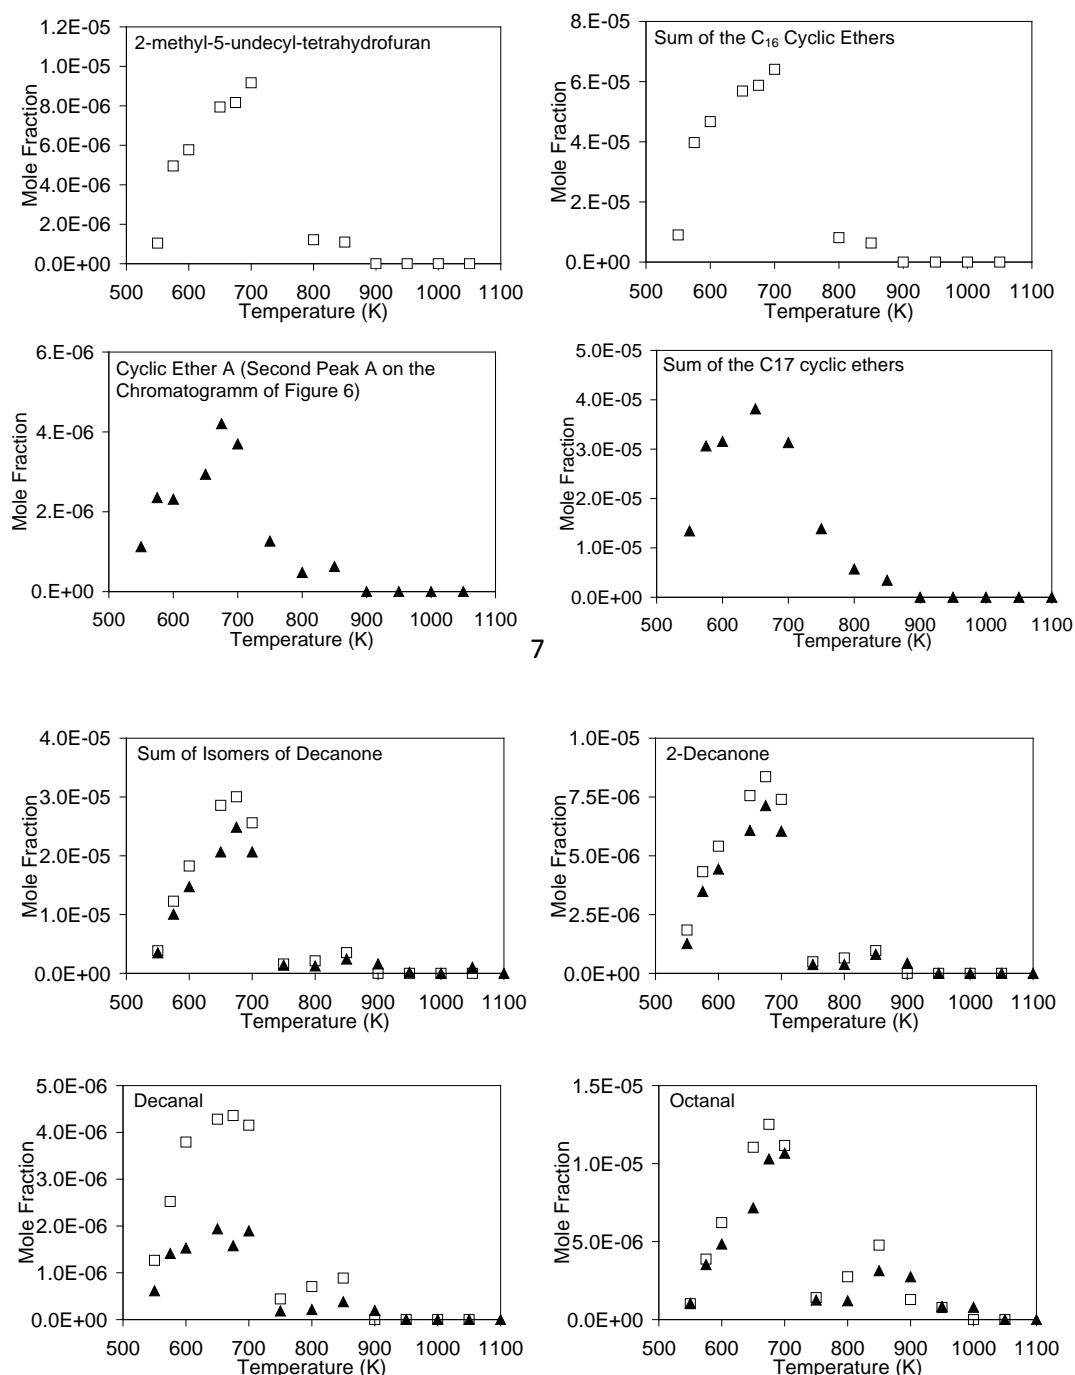 2-methyl-5-undecyl-tetrahydrofuran
Mole Fraction
1.2E-05
1.0E-05
8.0E-06
6.0E-06
4.0E-06
2.0E-06
0.0E+00
500 600 700 800 900 1000 1100
Temperature (K)
Sum of the C₁₆ Cyclic Ethers
Mole Fraction
8.E-05
6.E-05
4.E-05
2.E-05
0.E+00
500 600 700 800 900 1000 1100
Temperature (K)
Cyclic Ether A (Second Peak A on the
Chromatogramm of Figure 6)
Mole Fraction
6.E-06
4.E-06
2.E-06
0.E+00
500 600 700 800 900 1000 1100
Temperature (K)
Sum of the C17 cyclic ethers
Mole Fraction
5.0E-05
4.0E-05
3.0E-05
2.0E-05
1.0E-05
0.0E+00
500 600 700 800 900 1000 1100
Temperature (K)
7
Sum of Isomers of Decanone
Mole Fraction
4.0E-05
3.0E-05
2.0E-05
1.0E-05
0.0E+00
500 600 700 800 900 1000 1100
Temperature (K)
2-Decanone
Mole Fraction
1.0E-05
7.5E-06
5.0E-06
2.5E-06
0.0E+00
500 600 700 800 900 1000 1100
Temperature (K)
Decanal
Mole Fraction
5.0E-06
4.0E-06
3.0E-06
2.0E-06
1.0E-06
0.0E+00
500 600 700 800 900 1000 1100
Temperature (K)
Octanal
Mole Fraction
1.5E-05
1.0E-05
5.0E-06
0.0E+00
500 600 700 800 900 1000 1100
Temperature (K)